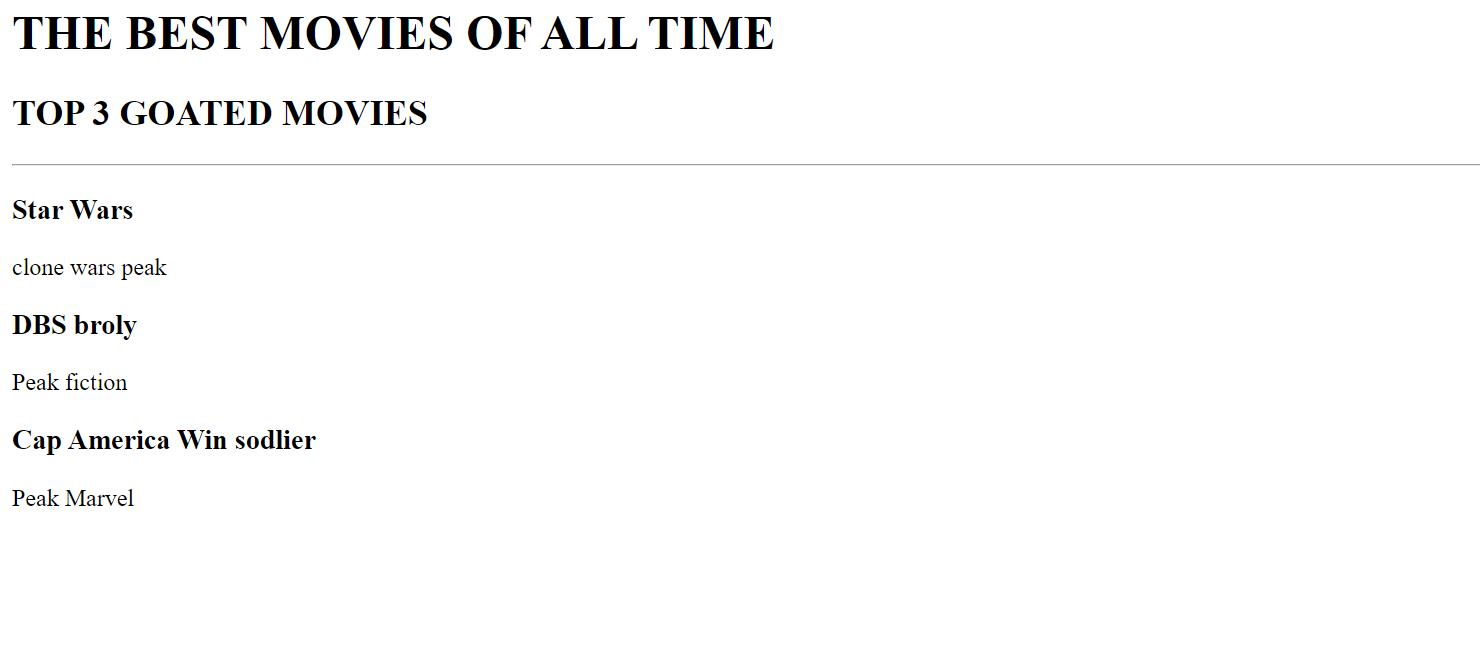 THE BEST MOVIES OF ALL TIME
TOP 3 GOATED MOVIES
Star Wars
clone wars peak
DBS broly
Peak fiction
Cap America Win sodlier
Peak Marvel